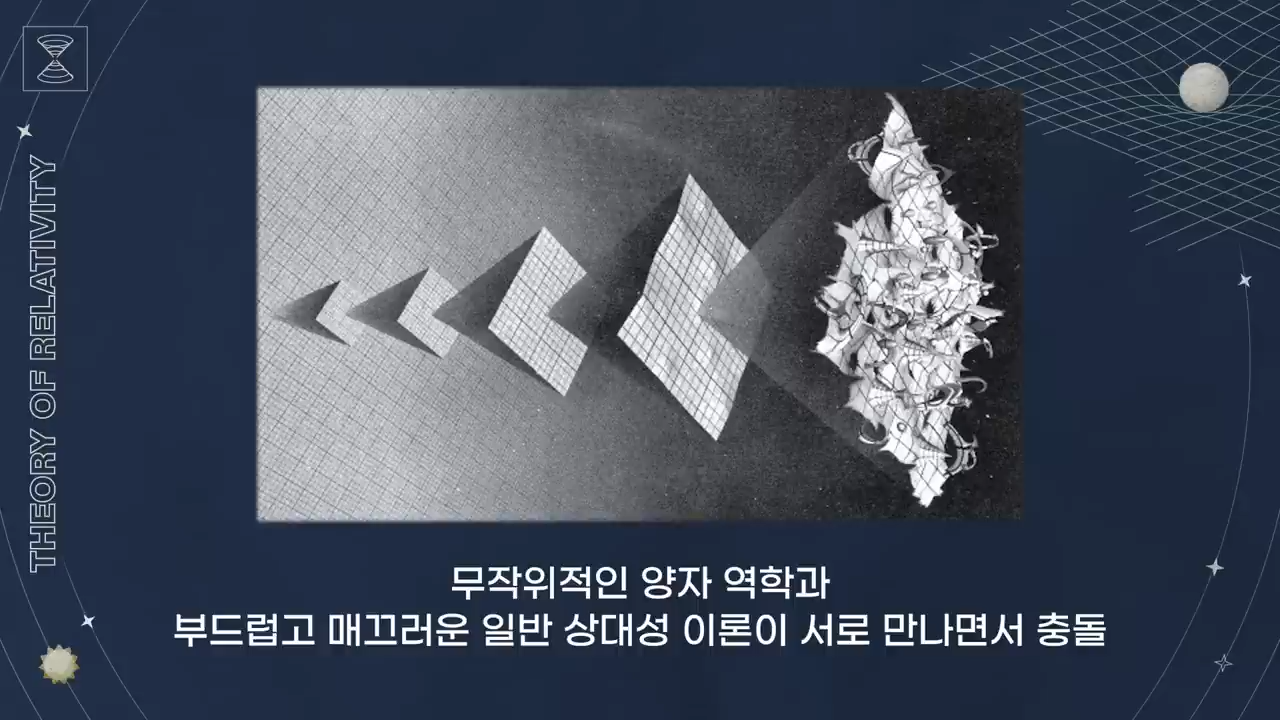 THEORY OF RELATIVITY
무작위적인 양자 역학과
부드럽고 매끄러운 일반 상대성 이론이 서로 만나면서 충돌